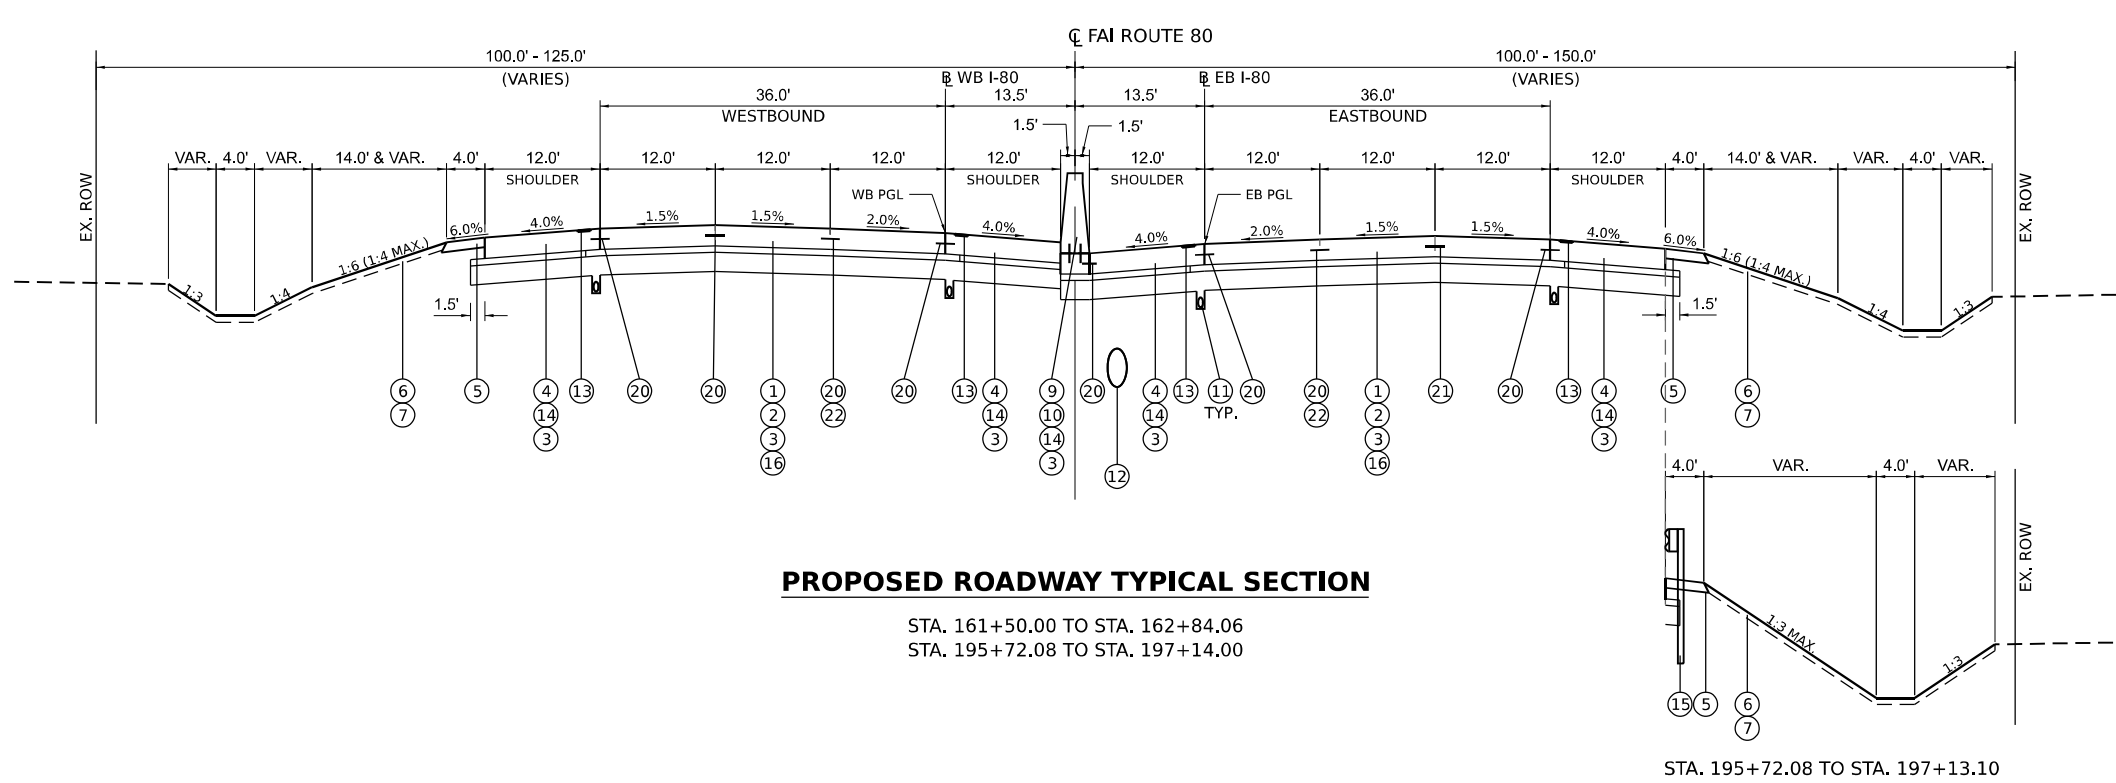 ℄ FAI ROUTE 80
100.0' - 125.0'
(VARIES)
100.0' - 150.0'
(VARIES)
℄ WB I-80
℄ EB I-80
36.0'
WESTBOUND
13.5'
13.5'
36.0'
EASTBOUND
1.5'
1.5'
VAR.
4.0'
VAR.
14.0' & VAR.
4.0'
12.0'
SHOULDER
12.0'
12.0'
12.0'
12.0'
SHOULDER
12.0'
SHOULDER
12.0'
12.0'
12.0'
12.0'
SHOULDER
4.0'
14.0' & VAR.
VAR.
4.0'
VAR.
EX. ROW
EX. ROW
WB PGL
EB PGL
6.0%
4.0%
1.5%
1.5%
2.0%
4.0%
4.0%
2.0%
1.5%
1.5%
4.0%
6.0%
1:3
1:4
1:6 (1:4 MAX.)
1:6 (1:4 MAX.)
1:4
1:3
1.5'
1.5'
6
7
5
4
14
3
13
20
20
1
2
3
16
20
22
20
13
4
14
3
9
10
14
3
20
12
4
14
3
13
11
TYP.
20
20
22
1
2
3
16
21
20
13
4
14
3
5
6
7
4.0'
VAR.
4.0'
VAR.
EX. ROW
1:3 MAX.
1:3
15
5
6
7
STA. 195+72.08 TO STA. 197+13.10
PROPOSED ROADWAY TYPICAL SECTION
STA. 161+50.00 TO STA. 162+84.06
STA. 195+72.08 TO STA. 197+14.00